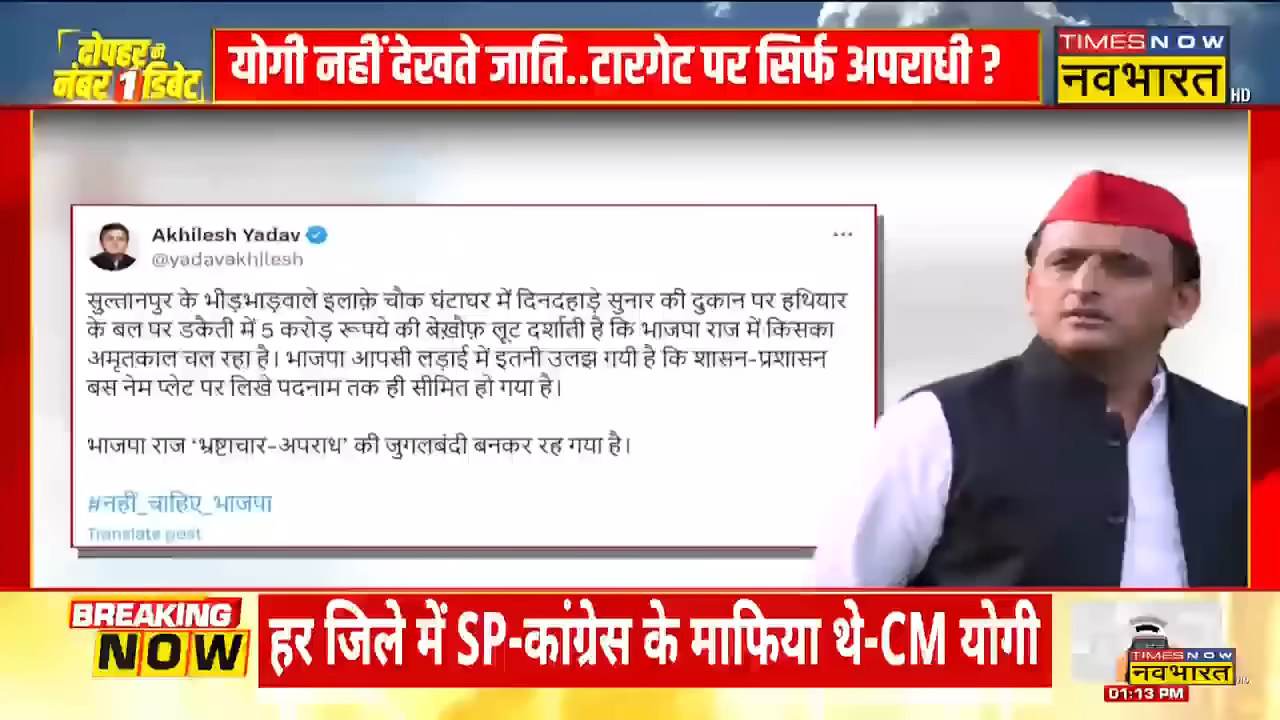 दोपहर की
नंबर 1 डिबेट
योगी नहीं देखते जाति..टारगेट पर सिर्फ अपराधी ?
TIMES NOW
नवभारत
HD
Akhilesh Yadav
@yadavakhilesh
सुल्तानपुर के भीड़भाड़वाले इलाक़े चौक घंटाघर में दिनदहाड़े सुनार की दुकान पर हथियार
के बल पर डकैती में 5 करोड़ रूपये की बेख़ौफ़ लूट दर्शाती है कि भाजपा राज में किसका
अमृतकाल चल रहा है। भाजपा आपसी लड़ाई में इतनी उलझ गयी है कि शासन-प्रशासन
बस नेम प्लेट पर लिखे पदनाम तक ही सीमित हो गया है।
भाजपा राज ‘भ्रष्टाचार-अपराध’ की जुगलबंदी बनकर रह गया है।
#नहीं_चाहिए_भाजपा
Translate post
BREAKING
NOW
हर जिले में SP-कांग्रेस के माफिया थे-CM योगी
TIMES NOW
नवभारत
HD
01:13 PM